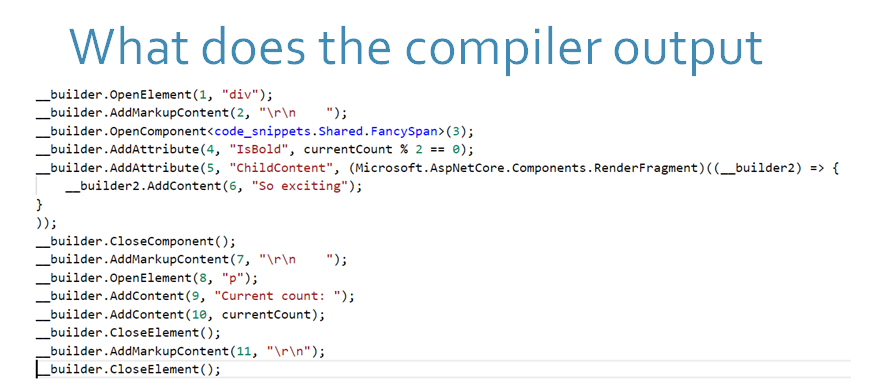 What does the compiler output
__builder.OpenElement(1, "div");
__builder.AddMarkupContent(2, "\r\n    ");
__builder.OpenComponent<code_snippets.Shared.FancySpan>(3);
__builder.AddAttribute(4, "IsBold", currentCount % 2 == 0);
__builder.AddAttribute(5, "ChildContent", (Microsoft.AspNetCore.Components.RenderFragment)((__builder2) => {
    __builder2.AddContent(6, "So exciting");
}
));
__builder.CloseComponent();
__builder.AddMarkupContent(7, "\r\n    ");
__builder.OpenElement(8, "p");
__builder.AddContent(9, "Current count: ");
__builder.AddContent(10, currentCount);
__builder.CloseElement();
__builder.AddMarkupContent(11, "\r\n");
__builder.CloseElement();